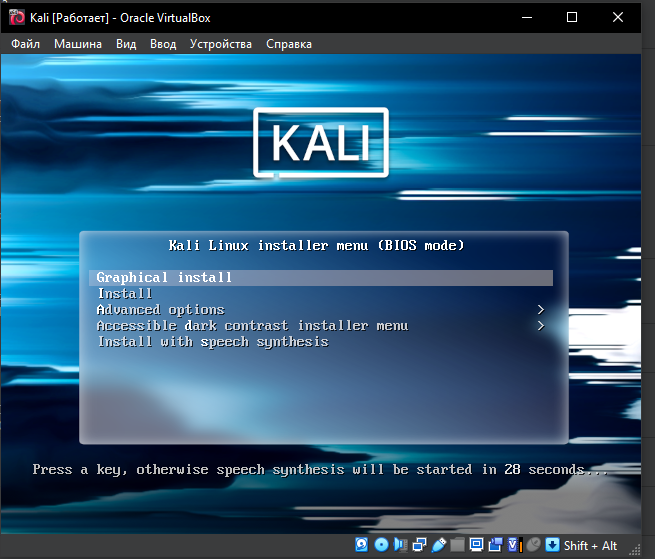 Kali [Работает] - Oracle VirtualBox
Файл Машина Вид Ввод Устройства Справка
KALI
Kali Linux installer menu (BIOS mode)
Graphical install
Install
Advanced options >
Accessible dark contrast installer menu >
Install with speech synthesis
Press a key, otherwise speech synthesis will be started in 28 seconds...
Shift + Alt